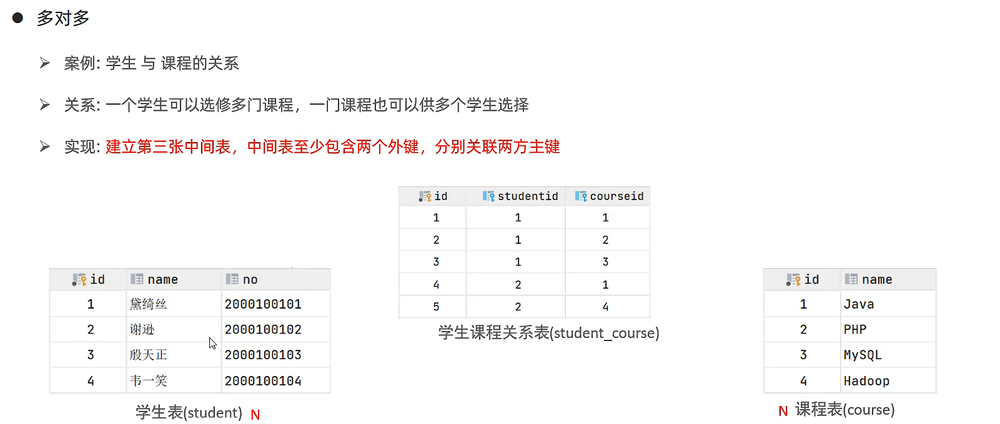 ● 多对多
➢ 案例: 学生 与 课程的关系
➢ 关系: 一个学生可以选修多门课程，一门课程也可以供多个学生选择
➢ 实现: 建立第三张中间表，中间表至少包含两个外键，分别关联两方主键
id studentid courseid
1 1 1
2 1 2
3 1 3
4 2 1
5 2 4
学生课程关系表(student_course)
id name no
1 黛绮丝 2000100101
2 谢逊 2000100102
3 殷天正 2000100103
4 韦一笑 2000100104
学生表(student) N
id name
1 Java
2 PHP
3 MySQL
4 Hadoop
N 课程表(course)